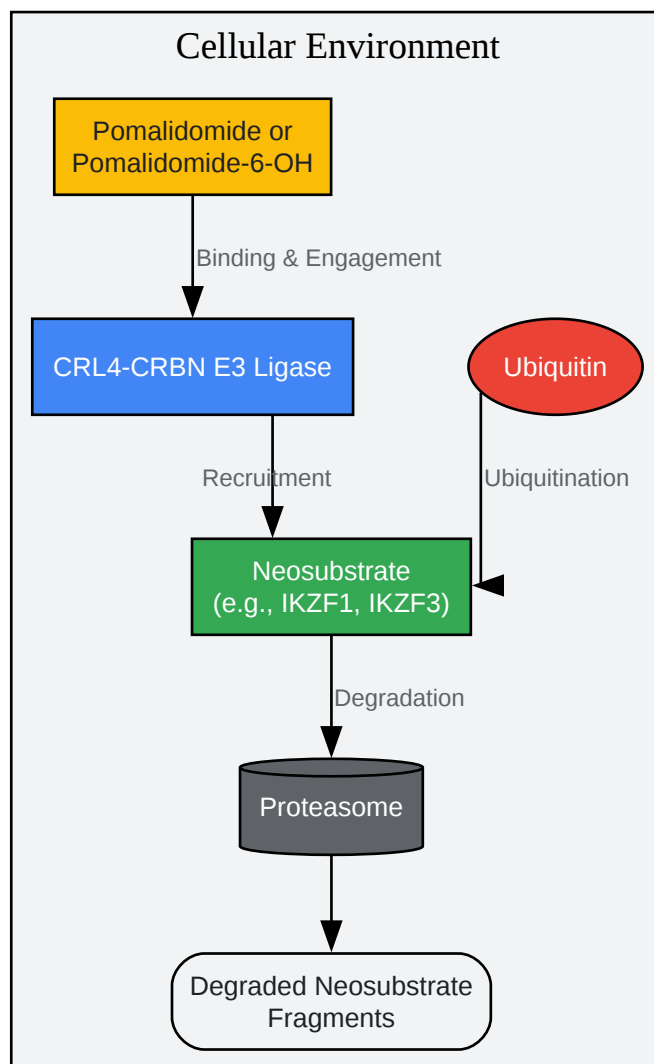 Cellular Environment
Pomalidomide or
Pomalidomide-6-OH
Binding & Engagement
CRL4-CRBN E3 Ligase
Ubiquitin
Recruitment
Ubiquitination
Neosubstrate
(e.g., IKZF1, IKZF3)
Degradation
Proteasome
Degraded Neosubstrate
Fragments